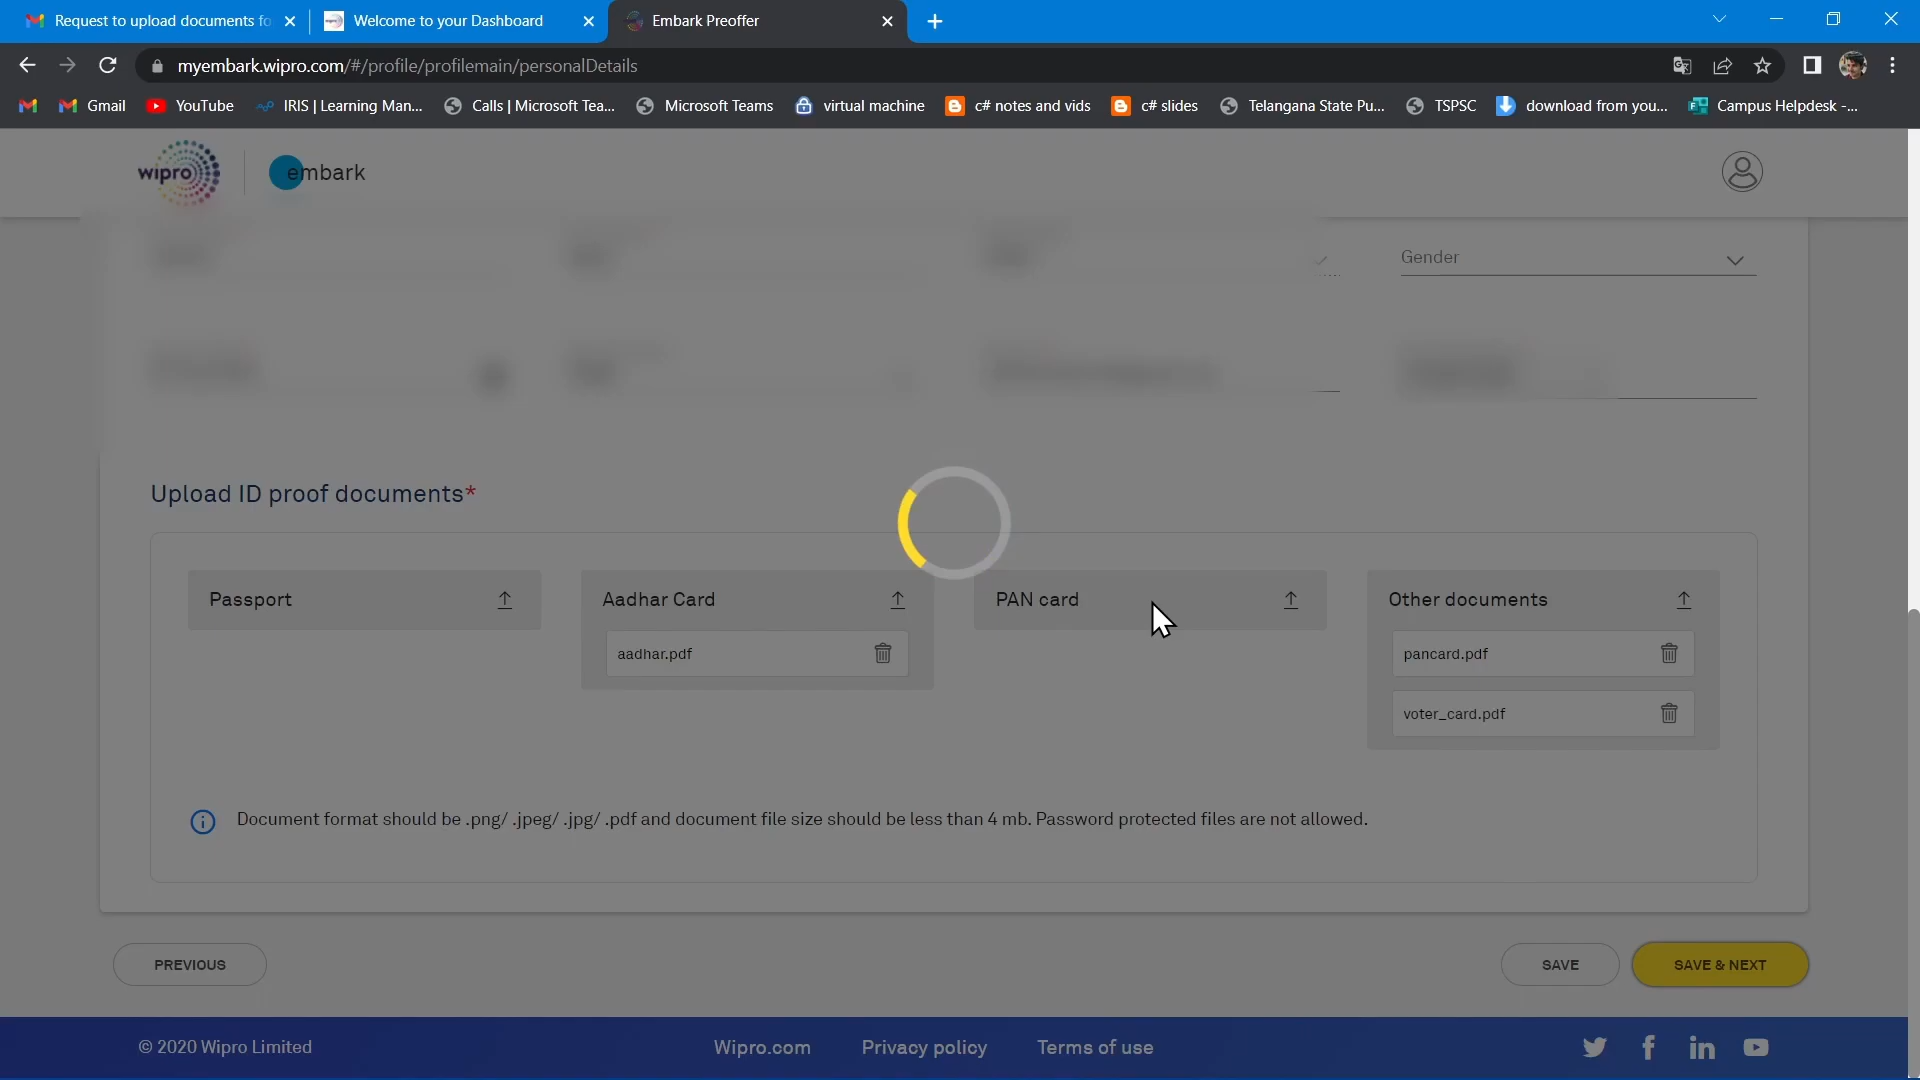 Request to upload documents fo
Welcome to your Dashboard
Embark Preoffer
myembark.wipro.com/#/profile/profilemain/personalDetails
Gmail
YouTube
IRIS | Learning Man...
Calls | Microsoft Tea...
Microsoft Teams
virtual machine
c# notes and vids
c# slides
Telangana State Pu...
TSPSC
download from you...
Campus Helpdesk -...
wipro
embark
Gender
Upload ID proof documents*
Passport
Aadhar Card
PAN card
Other documents
aadhar.pdf
pancard.pdf
voter_card.pdf
Document format should be .png/ .jpeg/ .jpg/ .pdf and document file size should be less than 4 mb. Password protected files are not allowed.
PREVIOUS
SAVE
SAVE & NEXT
© 2020 Wipro Limited
Wipro.com
Privacy policy
Terms of use